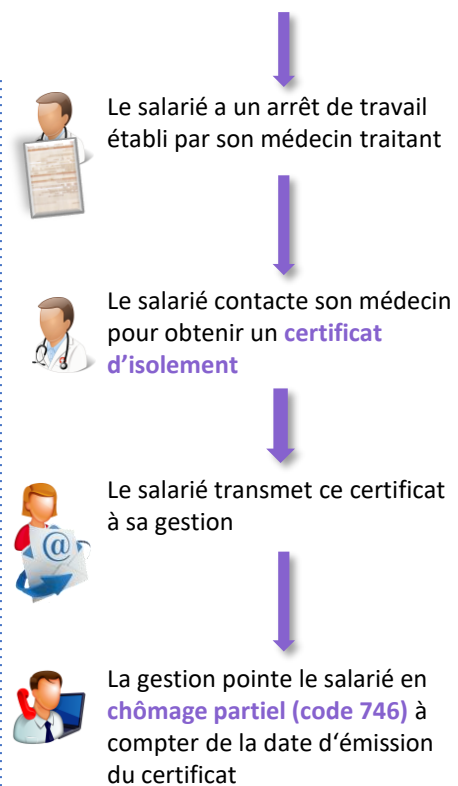 Le salarié a un arrêt de travail
établi par son médecin traitant
Le salarié contacte son médecin
pour obtenir un certificat
d'isolement
Le salarié transmet ce certificat
à sa gestion
@
La gestion pointe le salarié en
chômage partiel (code 746) à
compter de la date d‘émission
du certificat